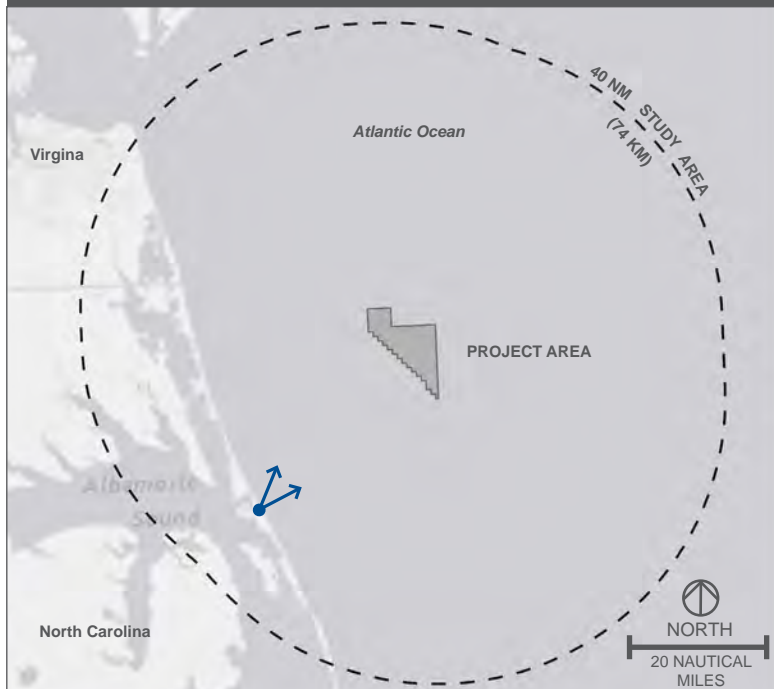 40 NM STUDY AREA
(74 KM)
Atlantic Ocean
Virgina
PROJECT AREA
Albemarle
Sound
North Carolina
NORTH
20 NAUTICAL
MILES